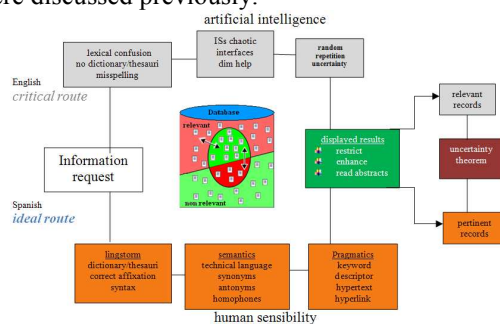 ere discussed previously.
artificial intelligence
lexical confusion
no dictionary/thesauri
misspelling
ISs chaotic
interfaces
dim help
random
repetition
uncertainty
English
critical route
relevant
records
Database
relevant
non relevant
displayed results
restrict
enhance
read abstracts
uncertainty
theorem
Information
request
Spanish
ideal route
pertinent
records
lingstorm
dictionary/thesauri
correct affixation
syntax
semantics
technical language
synonyms
antonyms
homophones
Pragmatics
keyword
descriptor
hypertext
hyperlink
human sensibility